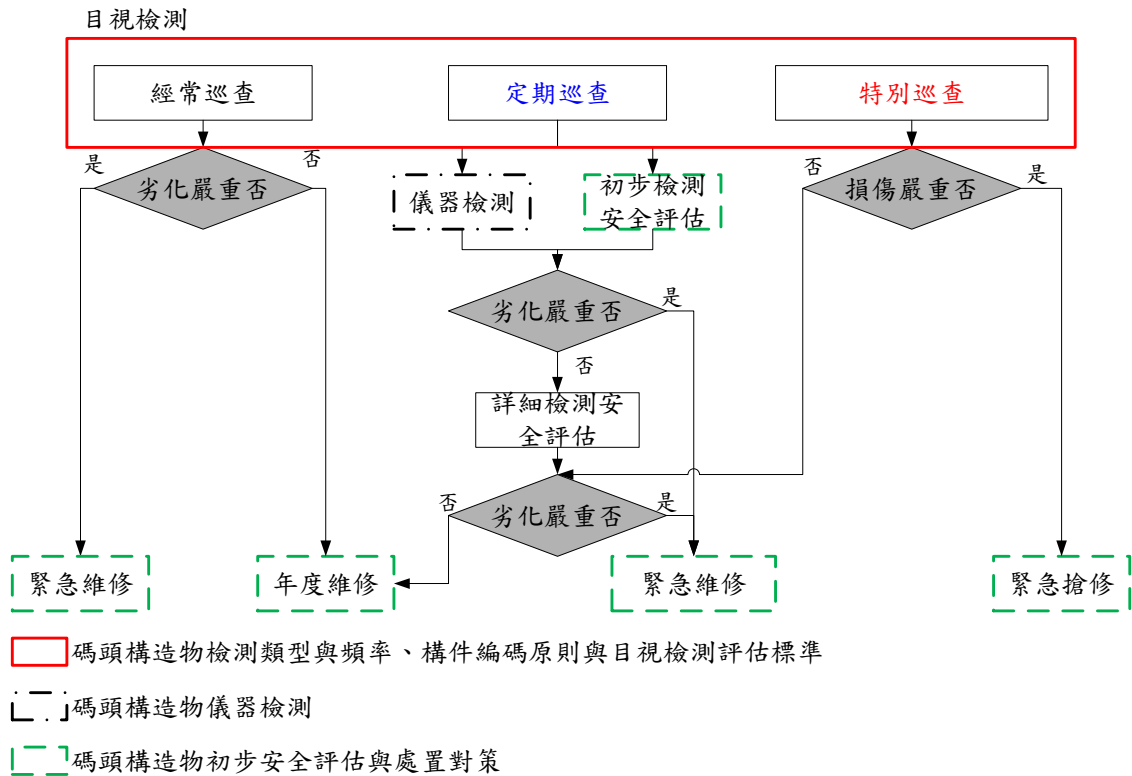 目視檢測
經常巡查
定期巡查
特別巡查
是
否
否
是
劣化嚴重否
儀器檢測
初步檢測
安全評估
損傷嚴重否
劣化嚴重否
是
否
詳細檢測安
全評估
否
劣化嚴重否
是
緊急維修
年度維修
緊急維修
緊急搶修
碼頭構造物檢測類型與頻率、構件編碼原則與目視檢測評估標準
碼頭構造物儀器檢測
碼頭構造物初步安全評估與處置對策